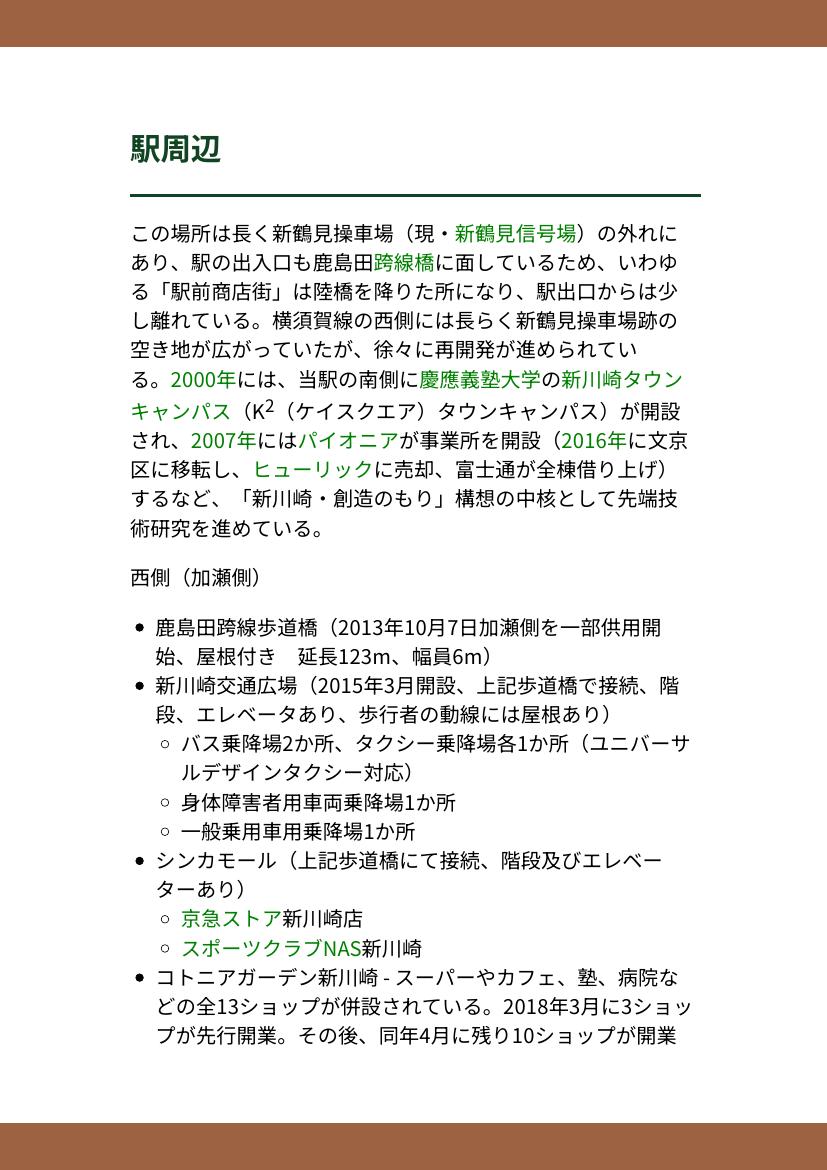 駅周辺
この場所は長く新鶴見操車場（現・新鶴見信号場）の外れに
あり、駅の出入口も鹿島田跨線橋に面しているため、いわゆ
る「駅前商店街」は陸橋を降りた所になり、駅出口からは少
し離れている。横須賀線の西側には長らく新鶴見操車場跡の
空き地が広がっていたが、徐々に再開発が進められてい
る。2000年には、当駅の南側に慶應義塾大学の新川崎タウン
キャンパス（K²（ケイスクエア）タウンキャンパス）が開設
され、2007年にはパイオニアが事業所を開設（2016年に文京
区に移転し、ヒューリックに売却、富士通が全棟借り上げ）
するなど、「新川崎・創造のもり」構想の中核として先端技
術研究を進めている。
西側（加瀬側）
• 鹿島田跨線歩道橋（2013年10月7日加瀬側を一部供用開
始、屋根付き　延長123m、幅員6m）
• 新川崎交通広場（2015年3月開設、上記歩道橋で接続、階
段、エレベータあり、歩行者の動線には屋根あり）
◦ バス乗降場2か所、タクシー乗降場各1か所（ユニバーサ
ルデザインタクシー対応）
◦ 身体障害者用車両乗降場1か所
◦ 一般乗用車用乗降場1か所
• シンカモール（上記歩道橋にて接続、階段及びエレベー
ターあり）
◦ 京急ストア新川崎店
◦ スポーツクラブNAS新川崎
• コトニアガーデン新川崎 - スーパーやカフェ、塾、病院な
どの全13ショップが併設されている。2018年3月に3ショッ
プが先行開業。その後、同年4月に残り10ショップが開業